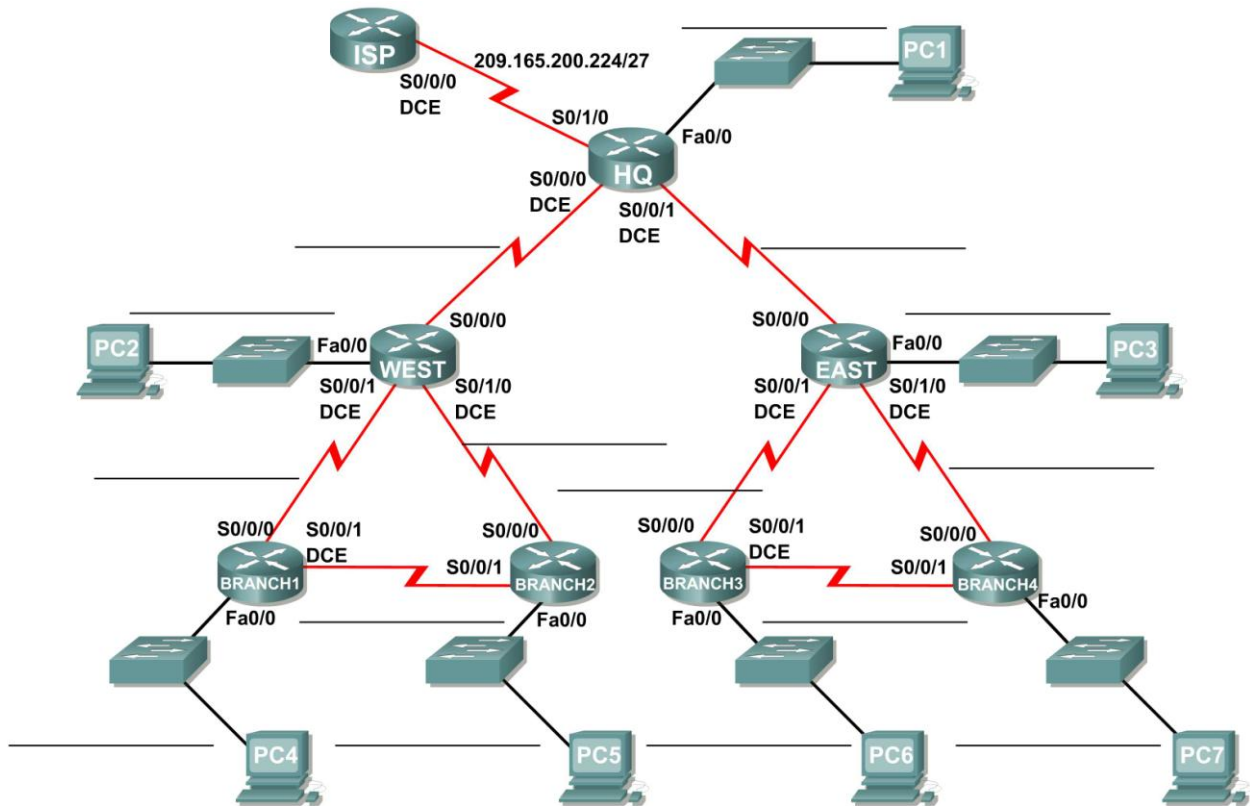 PC1
ISP
209.165.200.224/27
S0/0/0
DCE
S0/1/0
Fa0/0
HQ
S0/0/0
DCE
S0/0/1
DCE
S0/0/0
S0/0/0
PC2
Fa0/0
WEST
Fa0/0
EAST
PC3
S0/0/1
DCE
S0/1/0
DCE
S0/0/1
DCE
S0/1/0
DCE
S0/0/0
S0/0/1
DCE
S0/0/0
S0/0/1
BRANCH1
BRANCH2
S0/0/0
S0/0/1
DCE
S0/0/0
S0/0/1
BRANCH3
BRANCH4
Fa0/0
Fa0/0
Fa0/0
Fa0/0
PC4
PC5
PC6
PC7